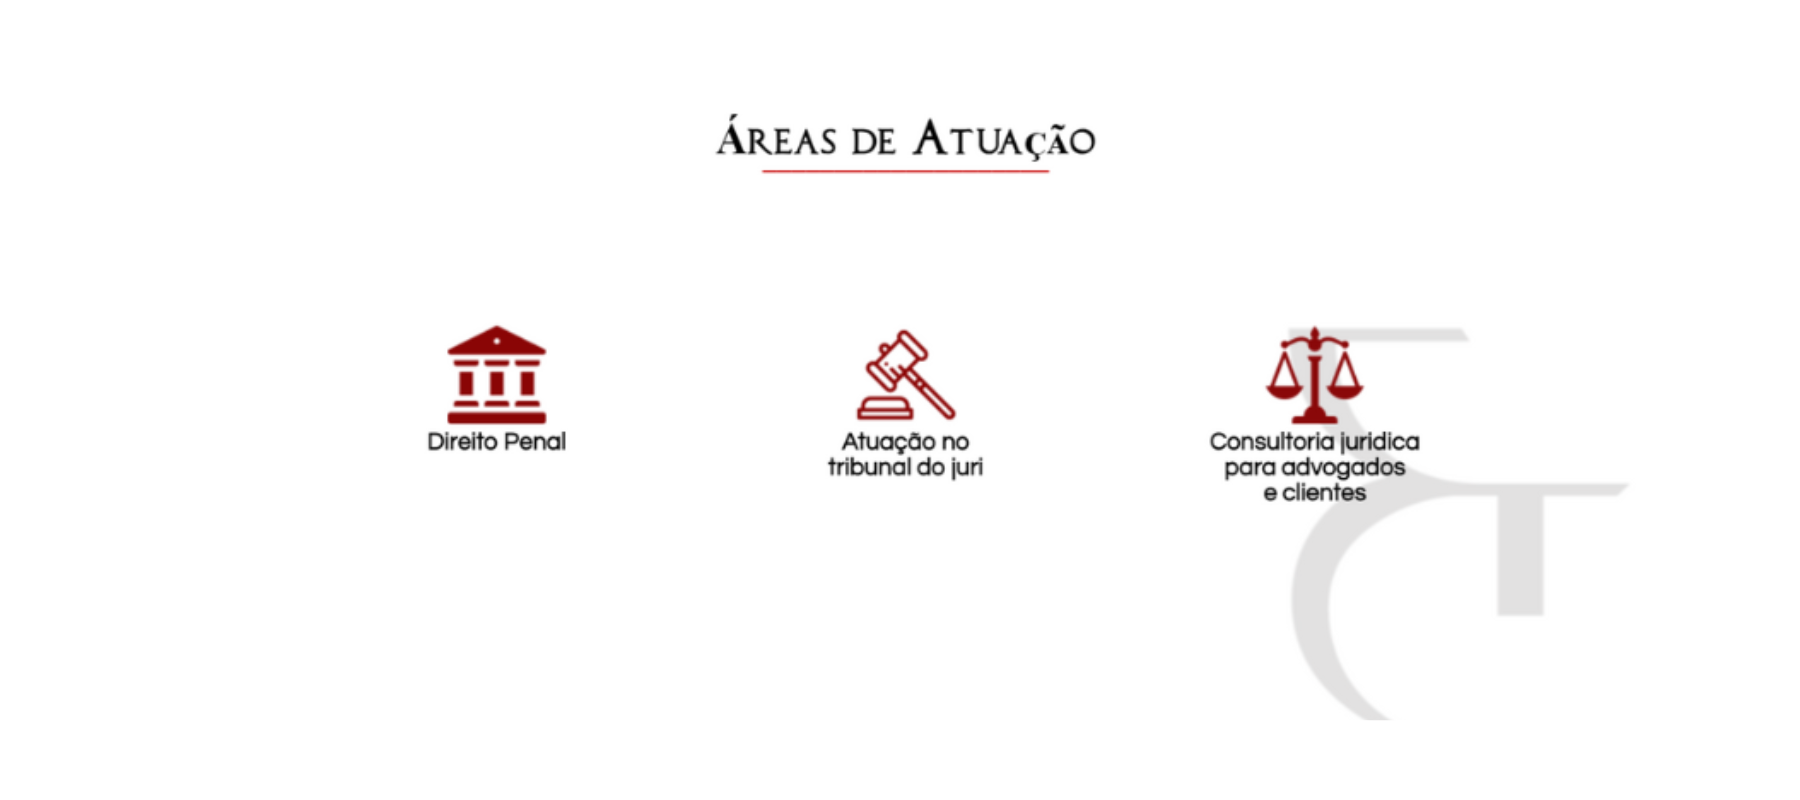 Áreas de Atuação
Direito Penal
Atuação no
tribunal do juri
Consultoria juridica
para advogados
e clientes